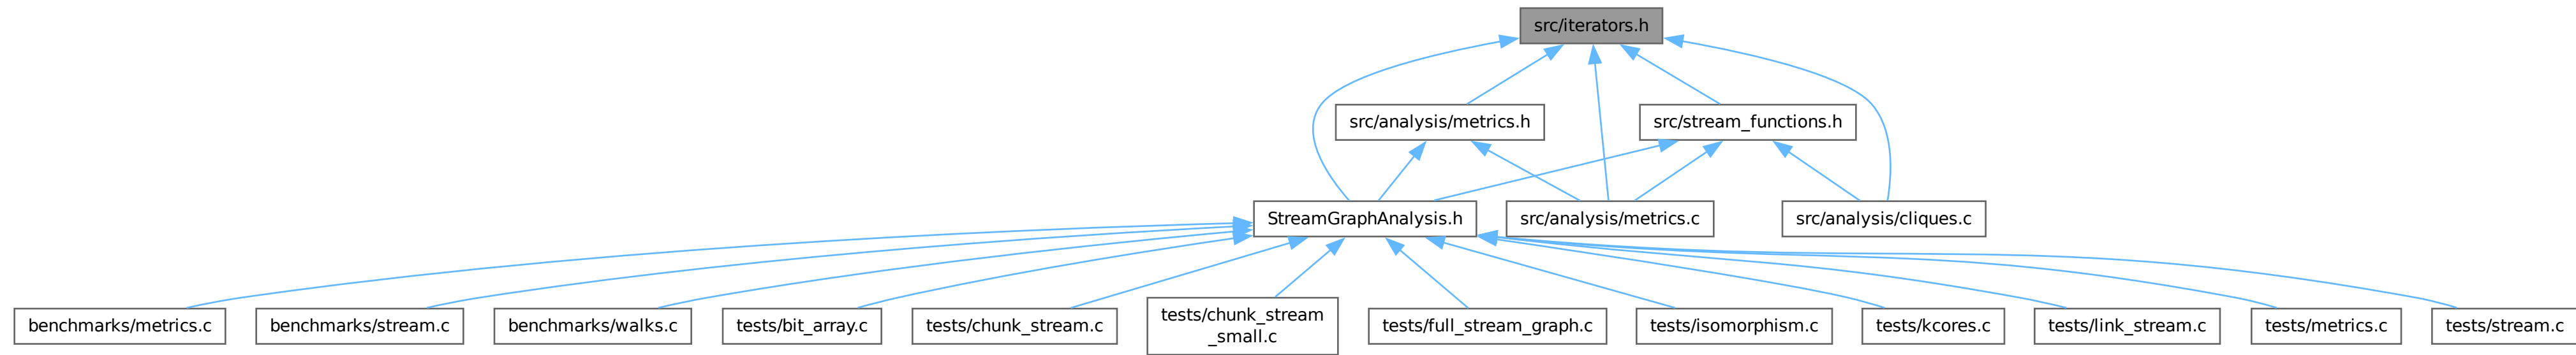 src/iterators.h
src/analysis/metrics.h
src/stream_functions.h
StreamGraphAnalysis.h
src/analysis/metrics.c
src/analysis/cliques.c
benchmarks/metrics.c
benchmarks/stream.c
benchmarks/walks.c
tests/bit_array.c
tests/chunk_stream.c
tests/chunk_stream
_small.c
tests/full_stream_graph.c
tests/isomorphism.c
tests/kcores.c
tests/link_stream.c
tests/metrics.c
tests/stream.c